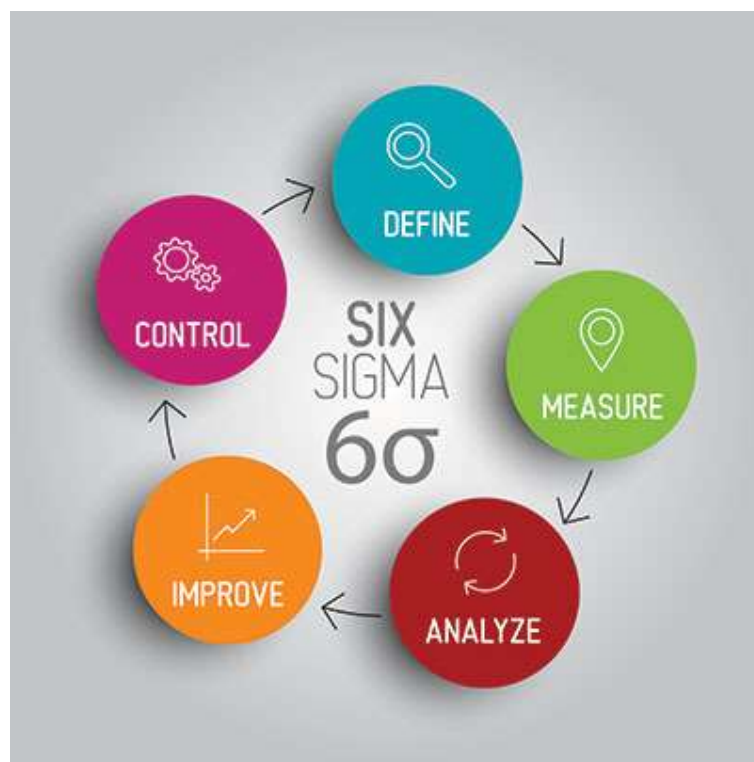 DEFINE
CONTROL
SIX
SIGMA
6σ
MEASURE
IMPROVE
ANALYZE